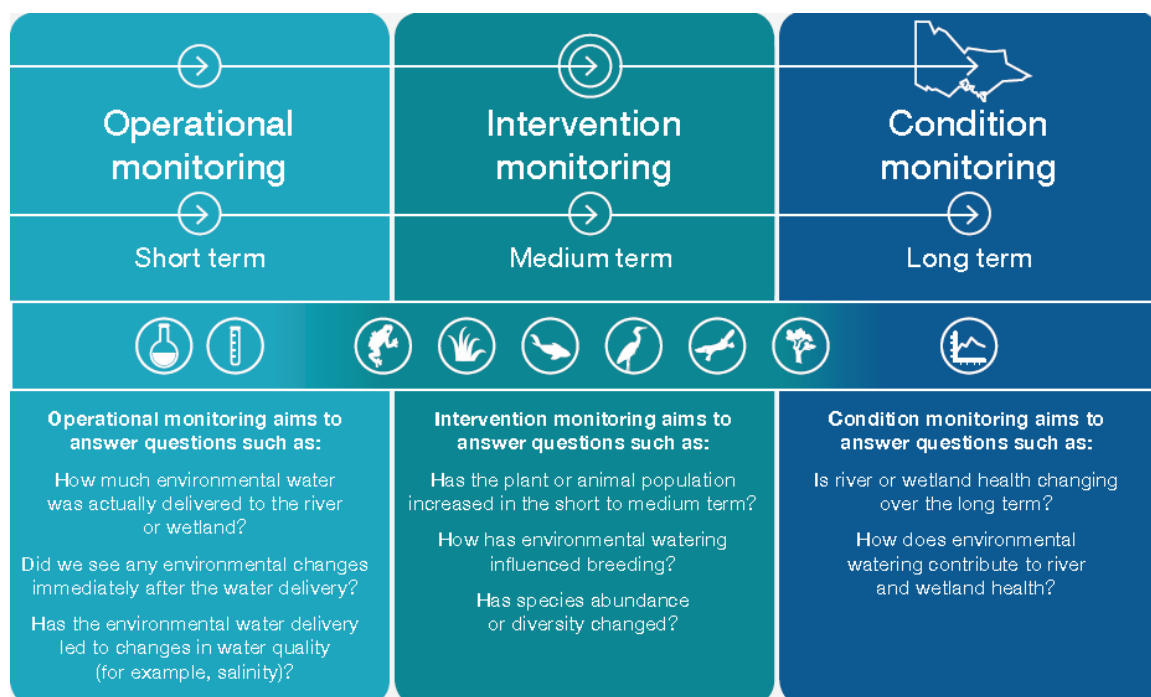 Operational
monitoring
Short term
Intervention
monitoring
Medium term
Condition
monitoring
Long term
Operational monitoring aims to
answer questions such as:
How much environmental water
was actually delivered to the river
or wetland?
Did we see any environmental changes
immediately after the water delivery?
Has the environmental water delivery
led to changes in water quality
(for example, salinity)?
Intervention monitoring aims to
answer questions such as:
Has the plant or animal population
increased in the short to medium term?
How has environmental watering
influenced breeding?
Has species abundance
or diversity changed?
Condition monitoring aims to
answer questions such as:
Is river or wetland health changing
over the long term?
How does environmental
watering contribute to river
and wetland health?